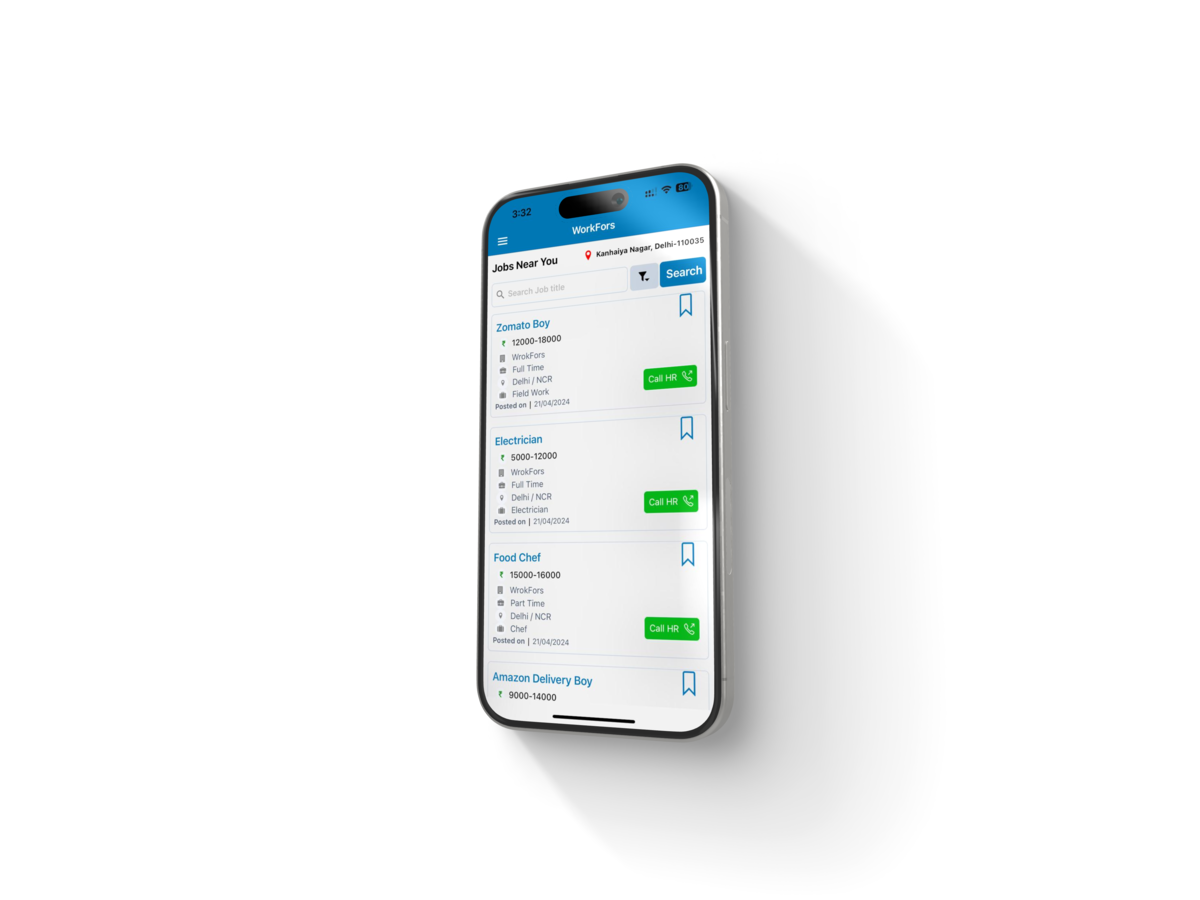 3:32
80
WorkFors
Jobs Near You
Kanhaiya Nagar, Delhi-110035
Search Job title
Search
Zomato Boy
₹ 12000-18000
WrokFors
Full Time
Delhi / NCR
Field Work
Call HR
Posted on | 21/04/2024
Electrician
₹ 5000-12000
WrokFors
Full Time
Delhi / NCR
Electrician
Call HR
Posted on | 21/04/2024
Food Chef
₹ 15000-16000
WrokFors
Part Time
Delhi / NCR
Chef
Call HR
Posted on | 21/04/2024
Amazon Delivery Boy
₹ 9000-14000